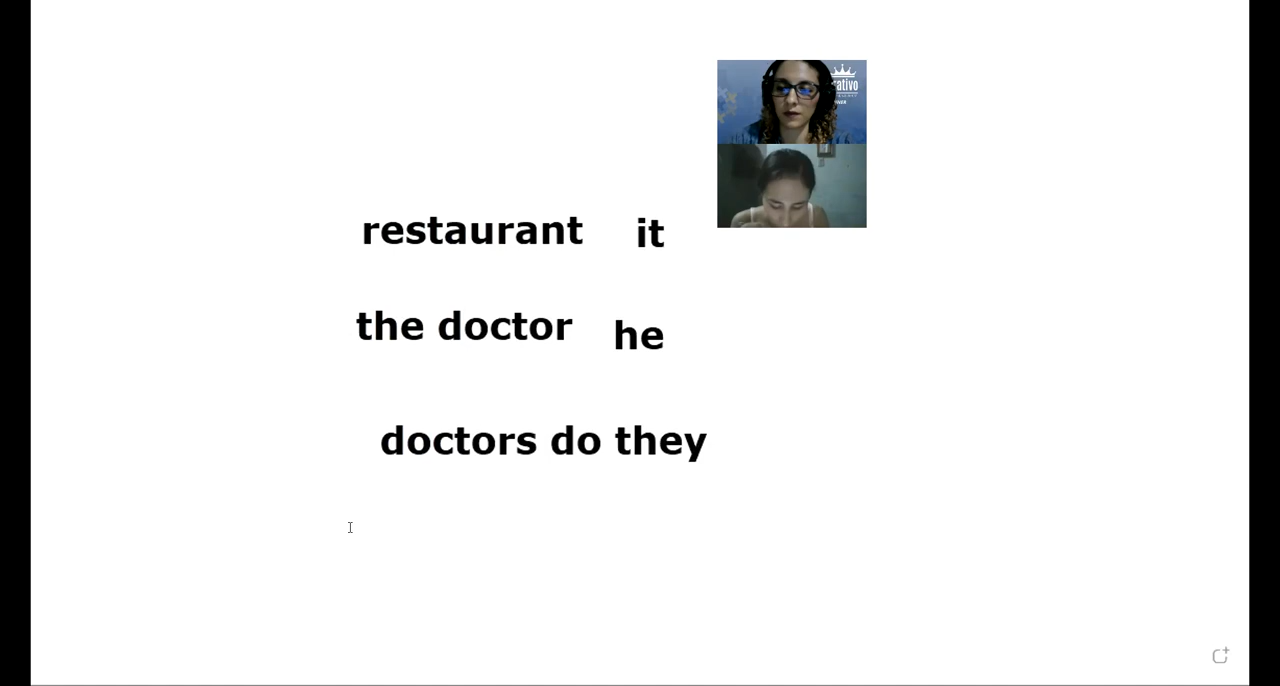 restaurant it
the doctor he
doctors do they